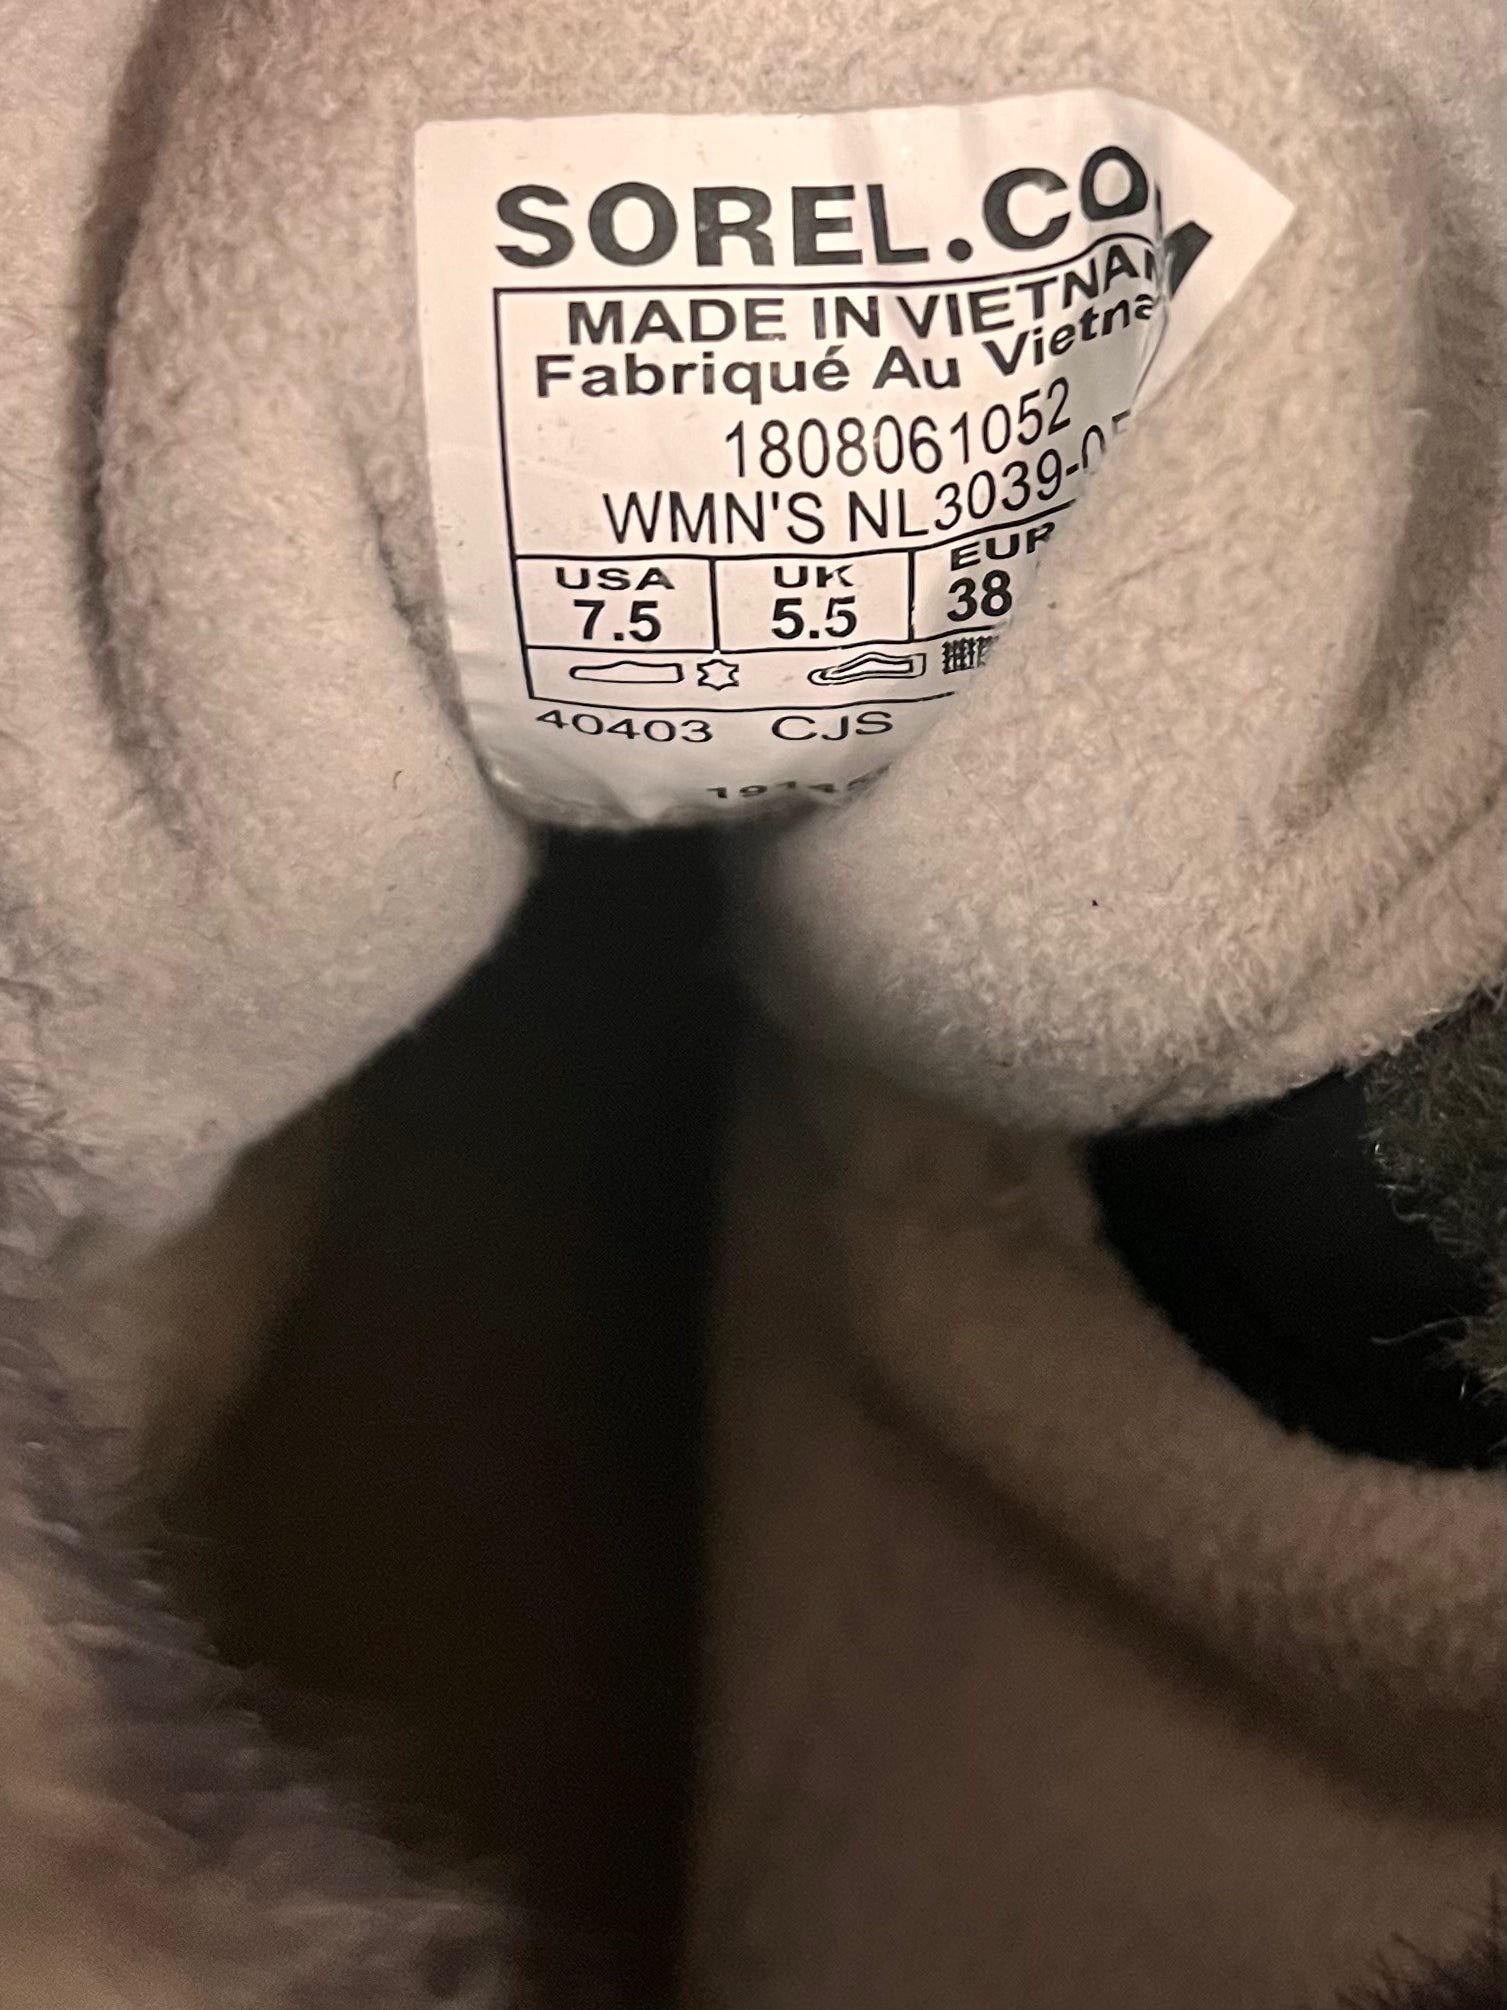 SOREL.CO
MADE IN VIETNAM
Fabriqué Au Vietna
1808061052
WMN'S NL3039-05
USA UK EUR
7.5 5.5 38
40403 CJS